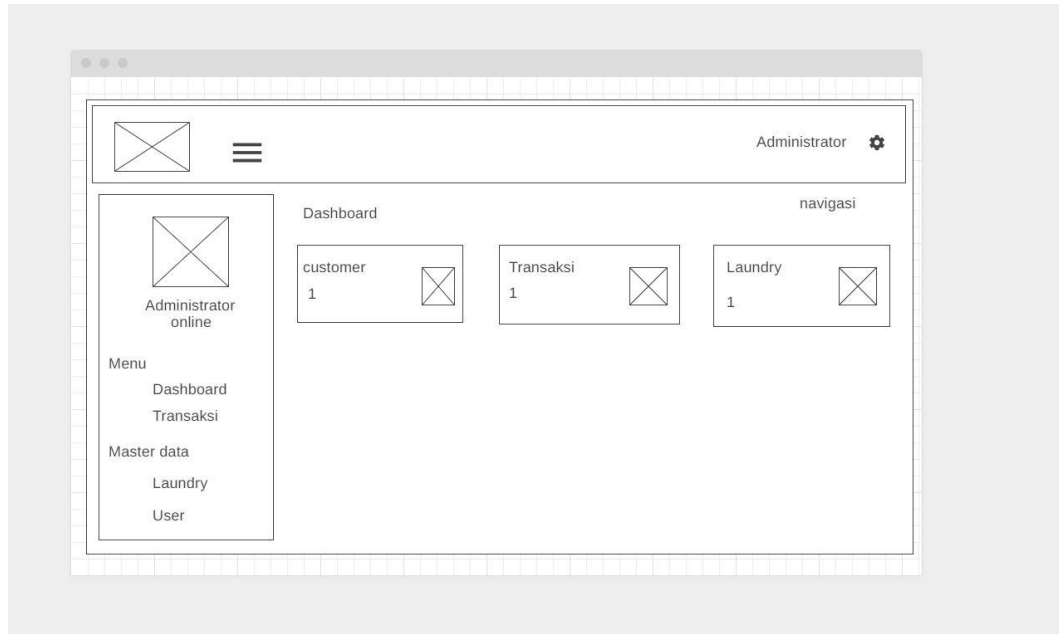 Administrator
Administrator
online
Menu
Dashboard
Transaksi
Master data
Laundry
User
Dashboard
navigasi
customer
1
Transaksi
1
Laundry
1